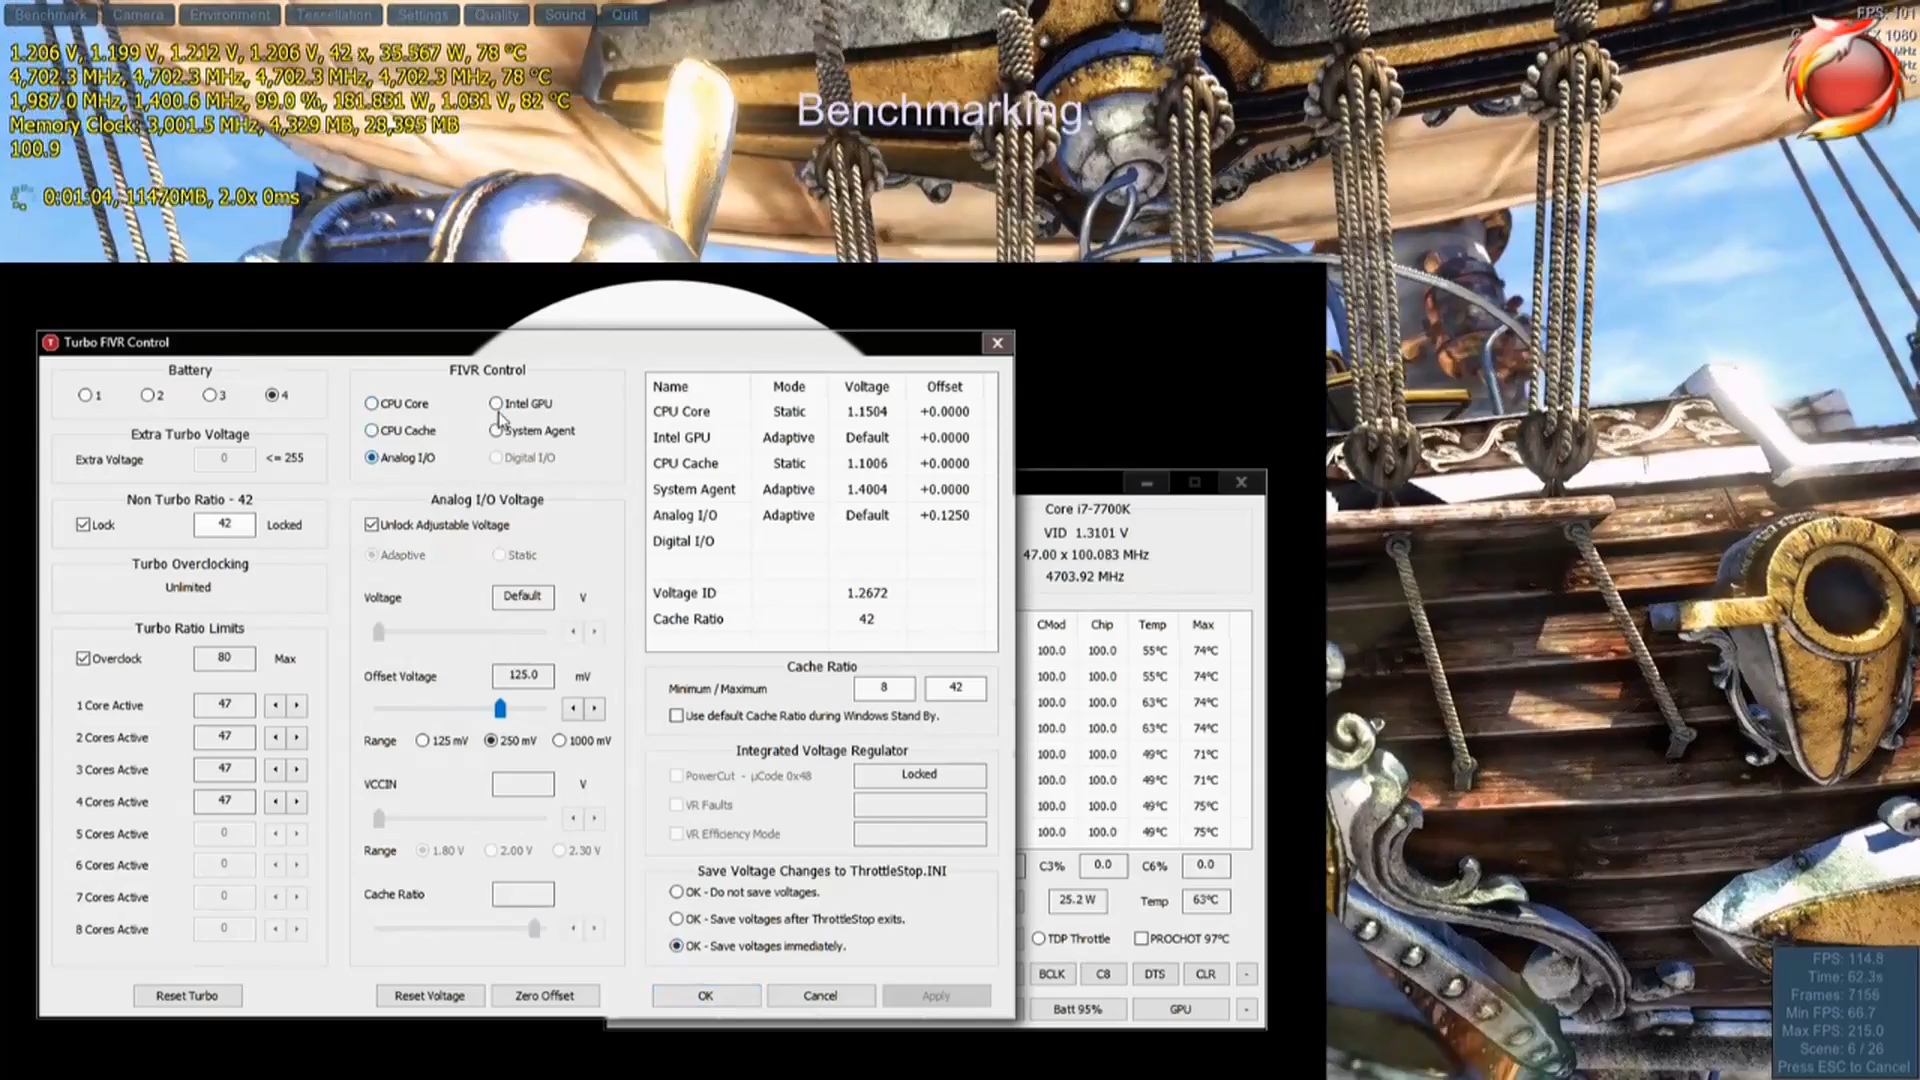 Benchmark Camera Environment Tessellation Settings Quality Sound Quit
FPS: 101
1.206 V, 1.199 V, 1.212 V, 1.206 V, 42 x, 35.567 W, 78 °C
4,702.3 MHz, 4,702.3 MHz, 4,702.3 MHz, 4,702.3 MHz, 78 °C
1,987.0 MHz, 1,400.6 MHz, 99.0 %, 181.831 W, 1.031 V, 82 °C
Memory Clock: 3,001.5 MHz, 4,329 MB, 28,395 MB
100.9
0:01:04, 11470MB, 2.0x 0ms
Benchmarking.
X 1080
MHz
Turbo FIVR Control
Battery
1 2 3 4
Extra Turbo Voltage
Extra Voltage 0 <= 255
Non Turbo Ratio - 42
Lock 42 Locked
Turbo Overclocking
Unlimited
Turbo Ratio Limits
Overclock 80 Max
1 Core Active 47
2 Cores Active 47
3 Cores Active 47
4 Cores Active 47
5 Cores Active 0
6 Cores Active 0
7 Cores Active 0
8 Cores Active 0
Reset Turbo
FIVR Control
CPU Core Intel GPU
CPU Cache System Agent
Analog I/O Digital I/O
Analog I/O Voltage
Unlock Adjustable Voltage
Adaptive Static
Voltage Default V
Offset Voltage 125.0 mV
Range 125 mV 250 mV 1000 mV
VCCIN V
Range 1.80 V 2.00 V 2.30 V
Cache Ratio
Reset Voltage Zero Offset
Name Mode Voltage Offset
CPU Core Static 1.1504 +0.0000
Intel GPU Adaptive Default +0.0000
CPU Cache Static 1.1006 +0.0000
System Agent Adaptive 1.4004 +0.0000
Analog I/O Adaptive Default +0.1250
Digital I/O
Voltage ID 1.2672
Cache Ratio 42
Cache Ratio
Minimum / Maximum 8 42
Use default Cache Ratio during Windows Stand By.
Integrated Voltage Regulator
PowerCut - µCode 0x48 Locked
VR Faults
VR Efficiency Mode
Save Voltage Changes to ThrottleStop.INI
OK - Do not save voltages.
OK - Save voltages after ThrottleStop exits.
OK - Save voltages immediately.
OK Cancel Apply
Core i7-7700K
VID 1.3101 V
47.00 x 100.083 MHz
4703.92 MHz
CMod Chip Temp Max
100.0 100.0 55°C 74°C
100.0 100.0 55°C 74°C
100.0 100.0 63°C 74°C
100.0 100.0 63°C 74°C
100.0 100.0 49°C 71°C
100.0 100.0 49°C 71°C
100.0 100.0 49°C 75°C
100.0 100.0 49°C 75°C
C3% 0.0 C6% 0.0
25.2 W Temp 63°C
TDP Throttle PROCHOT 97°C
BCLK C8 DTS CLR -
Batt 95% GPU -
FPS: 114.8
Time: 62.3s
Frames: 7156
Min FPS: 66.7
Max FPS: 215.0
Scene: 6 / 26
Press ESC to Cancel